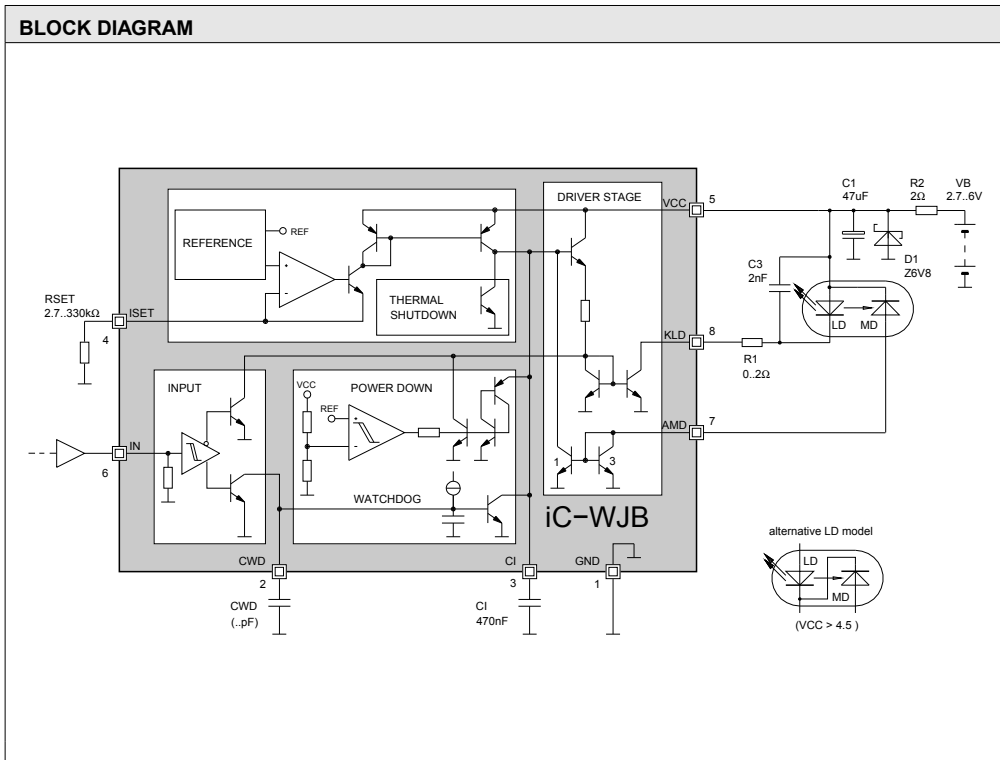 BLOCK DIAGRAM
DRIVER STAGE
VCC
5
C1
47uF
R2
2Ω
VB
2.7..6V
REFERENCE
REF
+
-
THERMAL
SHUTDOWN
C3
2nF
D1
Z6V8
RSET
2.7..330kΩ
ISET
4
LD
MD
KLD
8
R1
0..2Ω
INPUT
VCC
POWER DOWN
REF
+
-
AMD
7
IN
6
1
3
WATCHDOG
iC-WJB
CWD
2
CI
3
GND
1
CWD
(..pF)
CI
470nF
alternative LD model
LD
MD
(VCC > 4.5 )